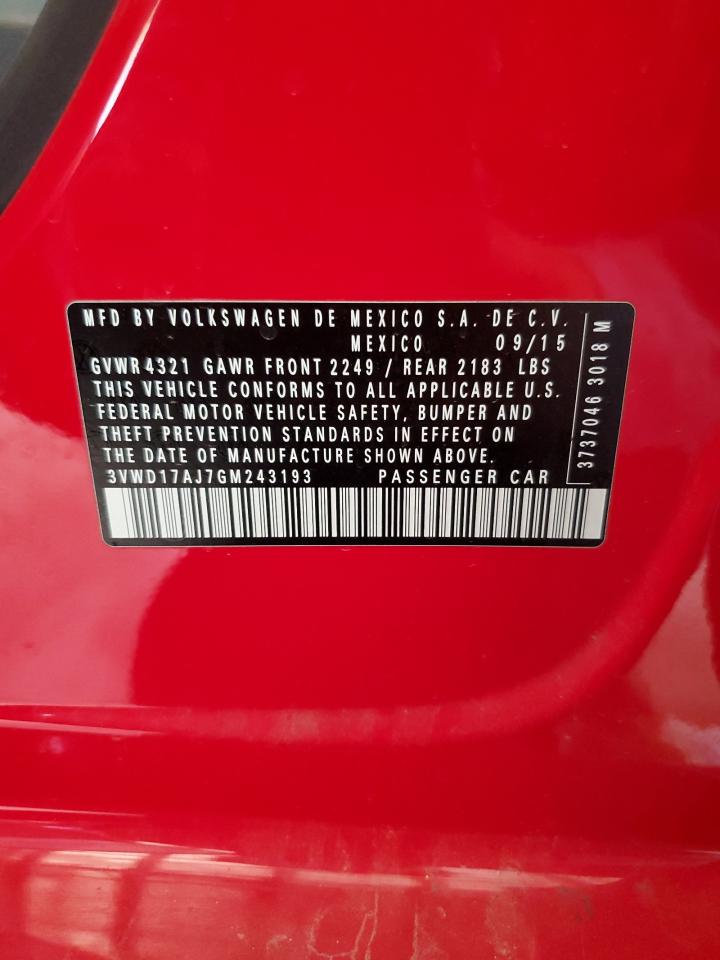 MFD BY VOLKSWAGEN DE MEXICO S.A. DE C.V.
MEXICO 09/15
GVWR 4321 GAWR FRONT 2249 / REAR 2183 LBS
THIS VEHICLE CONFORMS TO ALL APPLICABLE U.S.
FEDERAL MOTOR VEHICLE SAFETY, BUMPER AND
THEFT PREVENTION STANDARDS IN EFFECT ON
THE DATE OF MANUFACTURE SHOWN ABOVE.
3VWD17AJ7GM243193 PASSENGER CAR
3737046 3018 M